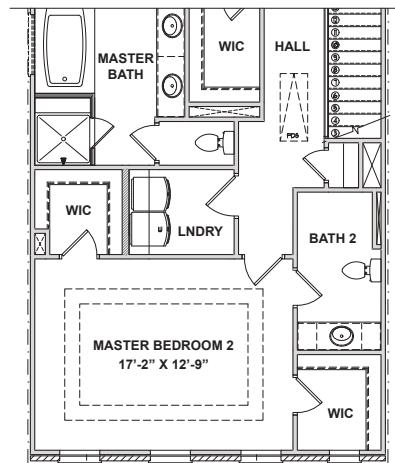 MASTER
BATH
WIC
HALL
PDS
WIC
LNDRY
BATH 2
MASTER BEDROOM 2
17'-2" X 12'-9"
WIC